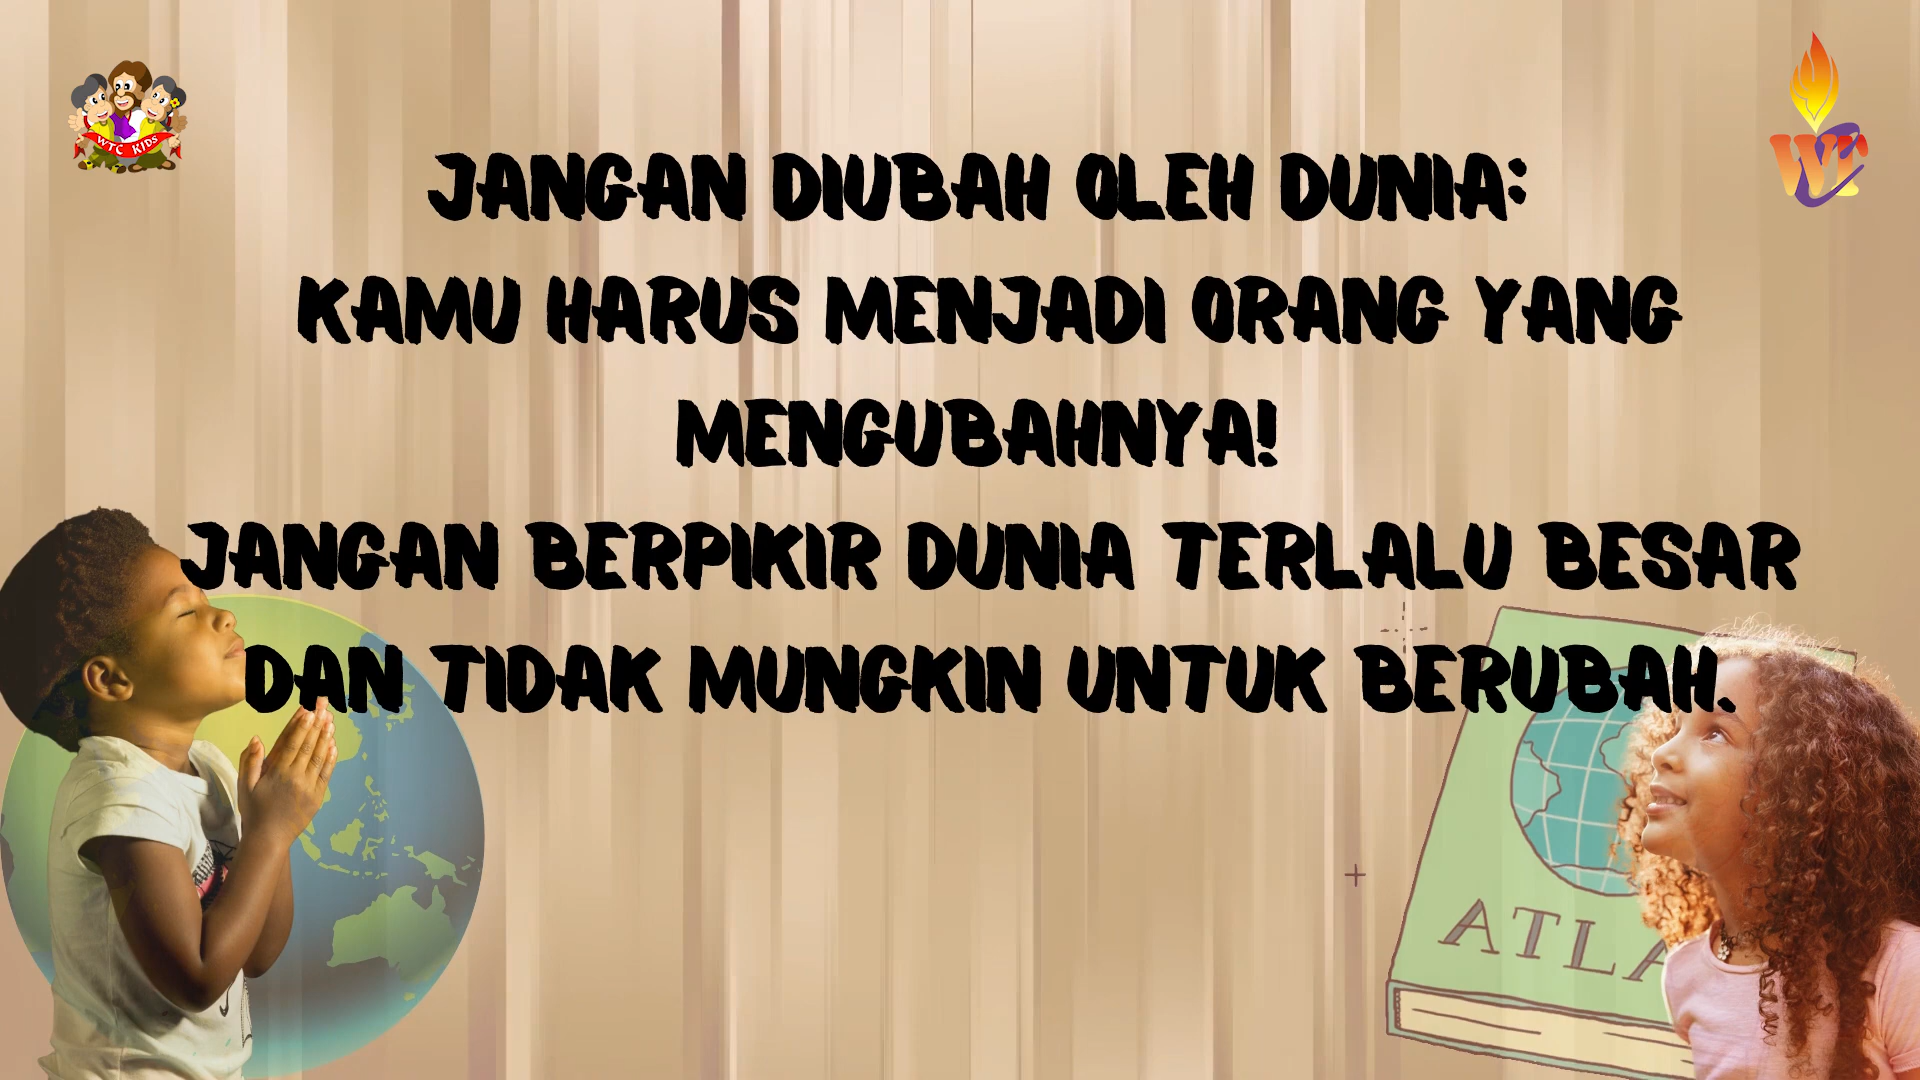 WTC KIDS
WTC
JANGAN DIUBAH OLEH DUNIA:
KAMU HARUS MENJADI ORANG YANG
MENGUBAHNYA!
JANGAN BERPIKIR DUNIA TERLALU BESAR
DAN TIDAK MUNGKIN UNTUK BERUBAH.
ATLA